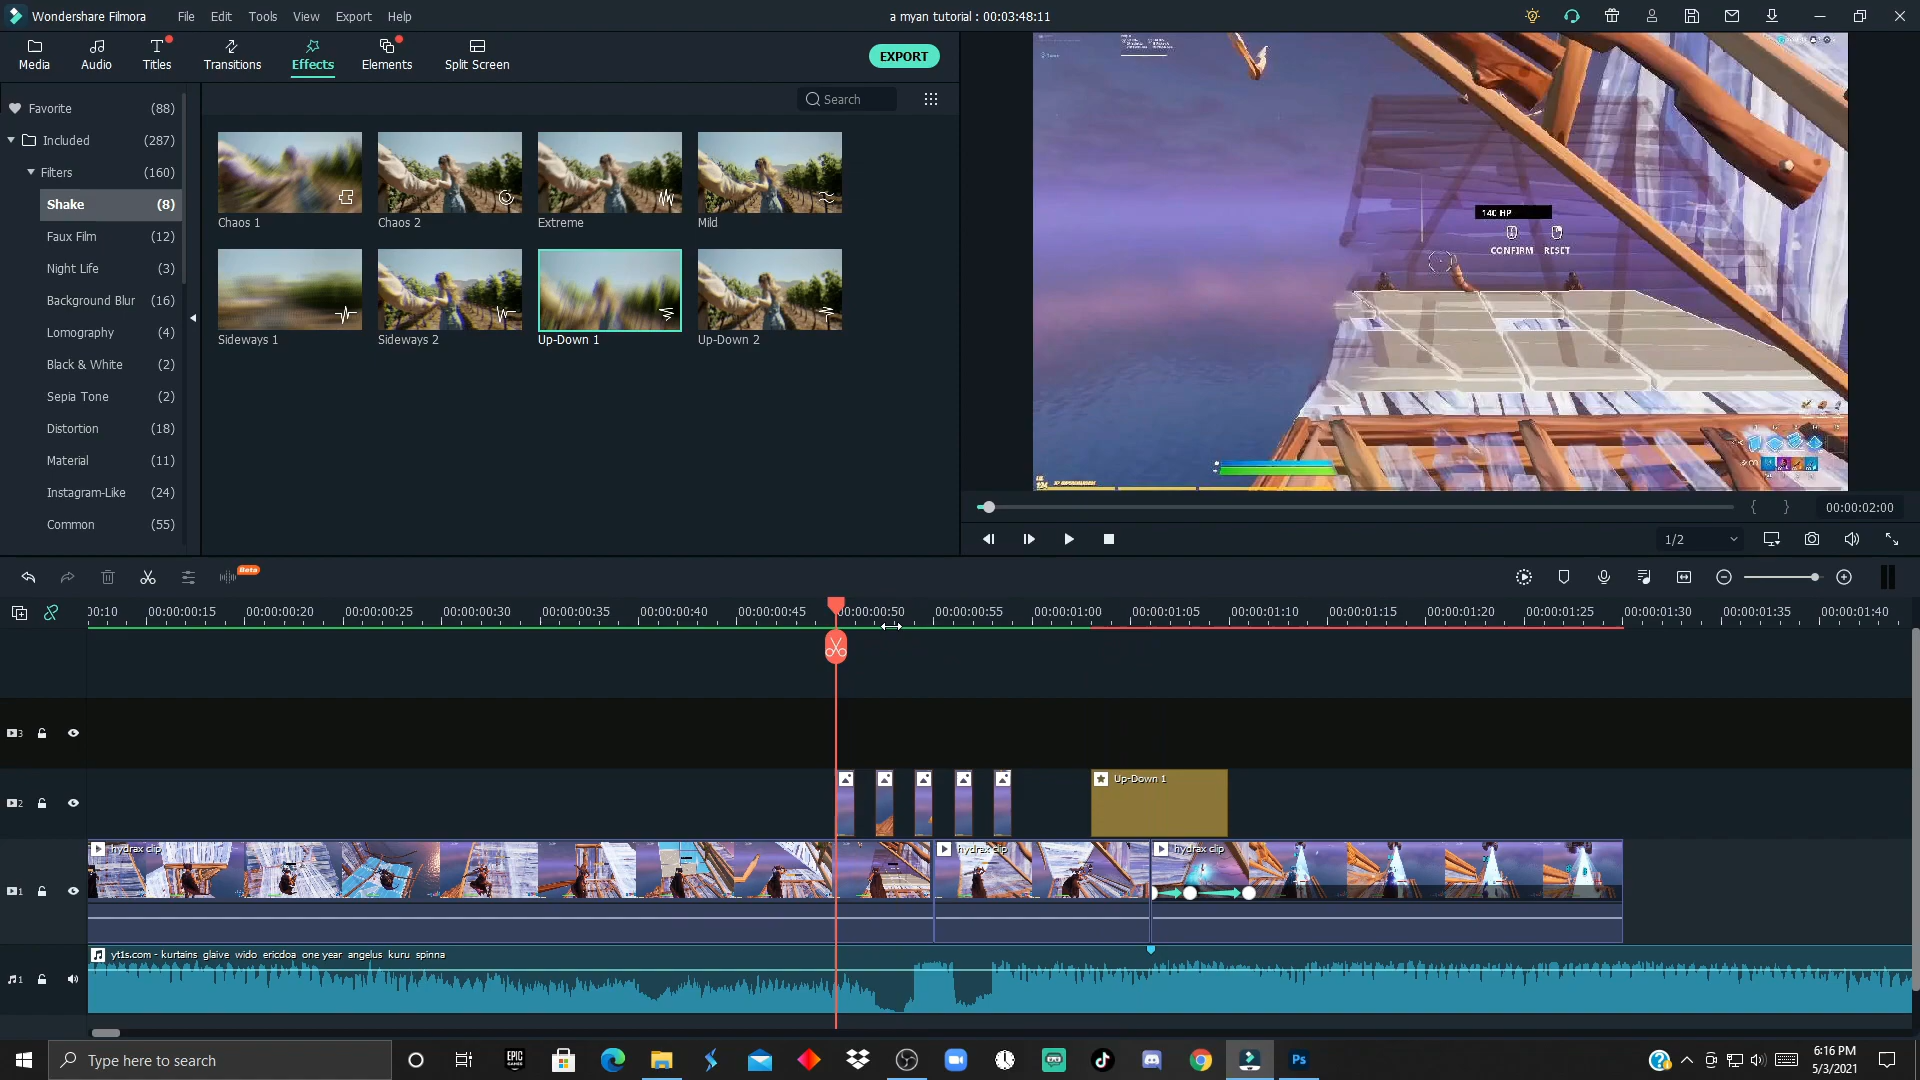 Wondershare Filmora
File Edit Tools View Export Help
a myan tutorial : 00:03:48:11
Media Audio Titles Transitions Effects Elements Split Screen
EXPORT
Favorite (88)
Included (287)
Filters (160)
Shake (8)
Faux Film (12)
Night Life (3)
Background Blur (16)
Lomography (4)
Black & White (2)
Sepia Tone (2)
Distortion (18)
Material (11)
Instagram-Like (24)
Common (55)
Search
Chaos 1 Chaos 2 Extreme Mild
Sideways 1 Sideways 2 Up-Down 1 Up-Down 2
140 HP
CONFIRM RESET
00:00:02:00
1/2
Beta
00:10 00:00:00:15 00:00:00:20 00:00:00:25 00:00:00:30 00:00:00:35 00:00:00:40 00:00:00:45 00:00:00:50 00:00:00:55 00:00:01:00 00:00:01:05 00:00:01:10 00:00:01:15 00:00:01:20 00:00:01:25 00:00:01:30 00:00:01:35 00:00:01:40
3
2
Up-Down 1
1
hydrax clip hydrax clip hydrax clip
1
yt1s.com - kurtains glaive wido ericdoa one year angelus kuru spinna
Type here to search
EPIC GAMES
Ps
6:16 PM
5/3/2021